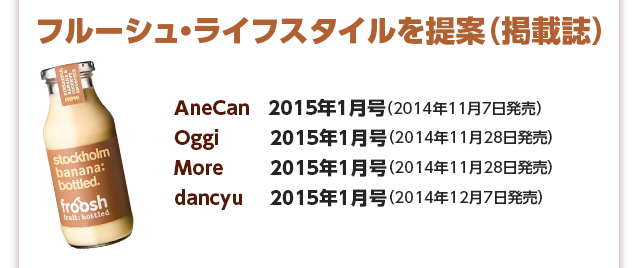 フルーシュ・ライフスタイルを提案（掲載誌）
AneCan 2015年1月号（2014年11月7日発売）
Oggi 2015年1月号（2014年11月28日発売）
More 2015年1月号（2014年11月28日発売）
dancyu 2015年1月号（2014年12月7日発売）
new
stockholm
banana:
bottled.
froosh
fruit: bottled